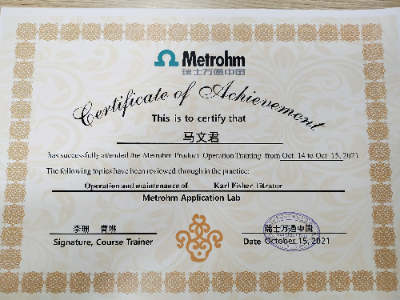 Metrohm
瑞士万通中国
Certificate of Achievement
This is to certify that
马文君
has successfully attended the Metrohm Product Operation Training from Oct 14 to Oct 15, 2021
The following topics have been reviewed through in the practice:
Operation and maintenance of Karl Fisher Titrator
Metrohm Application Lab
李珊
瑞士万通中国
Signature, Course Trainer
Date October 15, 2021